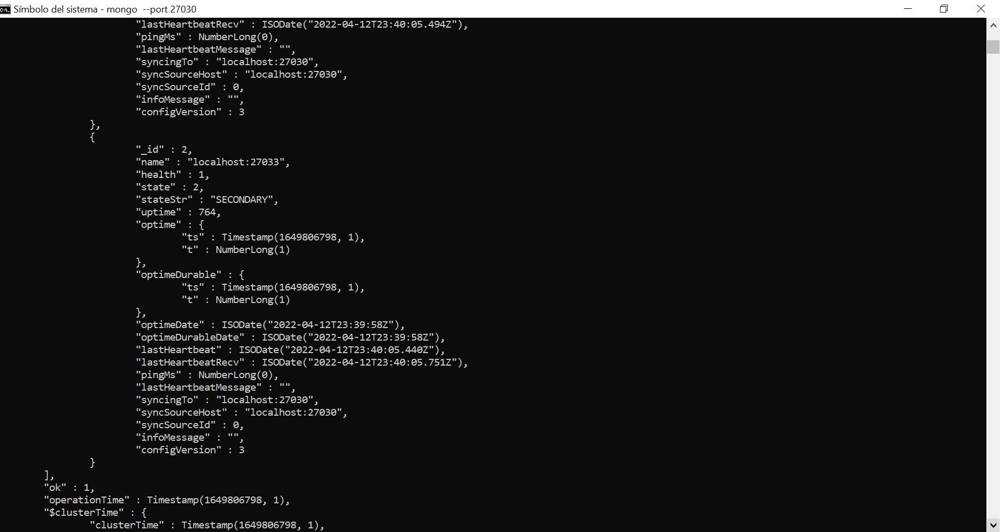 Símbolo del sistema - mongo  --port 27030
"lastHeartbeatRecv" : ISODate("2022-04-12T23:40:05.494Z"),
"pingMs" : NumberLong(0),
"lastHeartbeatMessage" : "",
"syncingTo" : "localhost:27030",
"syncSourceHost" : "localhost:27030",
"syncSourceId" : 0,
"infoMessage" : "",
"configVersion" : 3
},
{
"_id" : 2,
"name" : "localhost:27033",
"health" : 1,
"state" : 2,
"stateStr" : "SECONDARY",
"uptime" : 764,
"optime" : {
"ts" : Timestamp(1649806798, 1),
"t" : NumberLong(1)
},
"optimeDurable" : {
"ts" : Timestamp(1649806798, 1),
"t" : NumberLong(1)
},
"optimeDate" : ISODate("2022-04-12T23:39:58Z"),
"optimeDurableDate" : ISODate("2022-04-12T23:39:58Z"),
"lastHeartbeat" : ISODate("2022-04-12T23:40:05.440Z"),
"lastHeartbeatRecv" : ISODate("2022-04-12T23:40:05.751Z"),
"pingMs" : NumberLong(0),
"lastHeartbeatMessage" : "",
"syncingTo" : "localhost:27030",
"syncSourceHost" : "localhost:27030",
"syncSourceId" : 0,
"infoMessage" : "",
"configVersion" : 3
}
],
"ok" : 1,
"operationTime" : Timestamp(1649806798, 1),
"$clusterTime" : {
"clusterTime" : Timestamp(1649806798, 1),